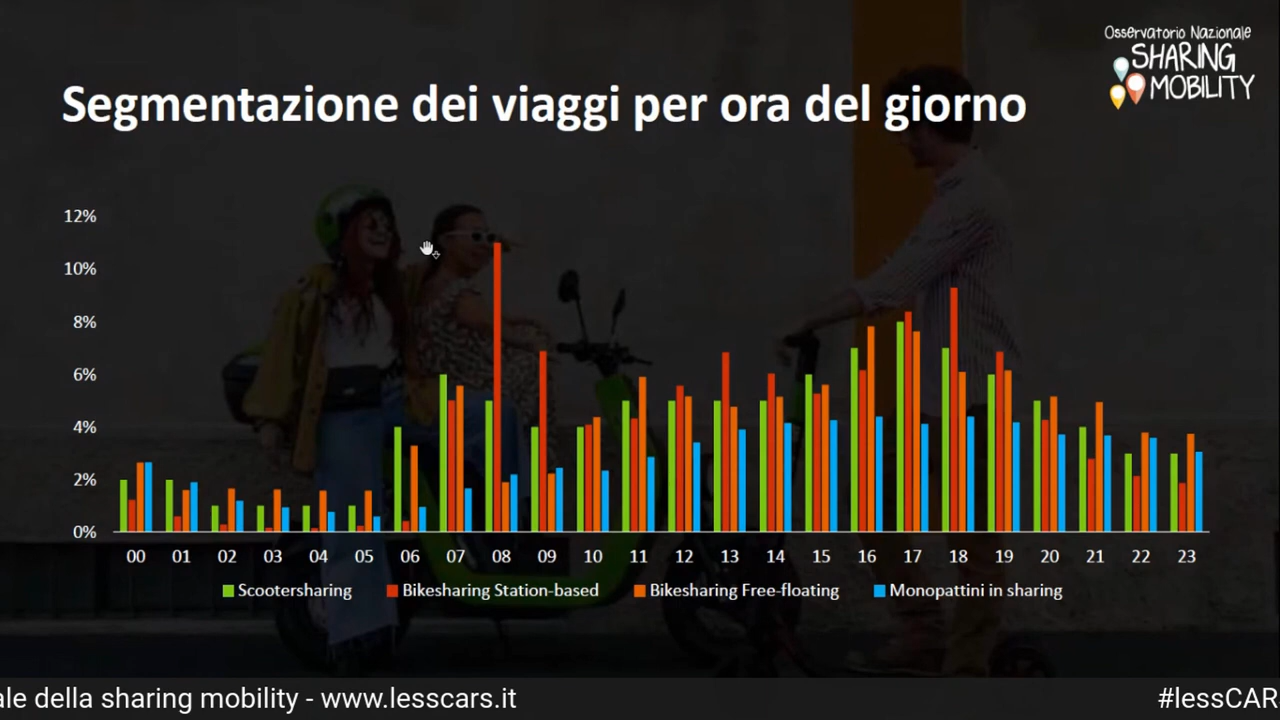 Osservatorio Nazionale
SHARING
MOBILITY
Segmentazione dei viaggi per ora del giorno
12%
10%
8%
6%
4%
2%
0%
00 01 02 03 04 05 06 07 08 09 10 11 12 13 14 15 16 17 18 19 20 21 22 23
Scootersharing Bikesharing Station-based Bikesharing Free-floating Monopattini in sharing
ale della sharing mobility - www.lesscars.it #lessCAR